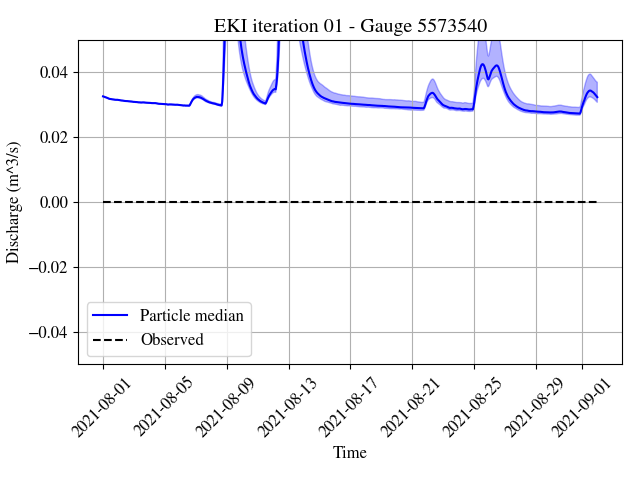 EKI iteration 01 - Gauge 5573540
Discharge (m^3/s)
0.04
0.02
0.00
−0.02
−0.04
Particle median
Observed
2021-08-01
2021-08-05
2021-08-09
2021-08-13
2021-08-17
2021-08-21
2021-08-25
2021-08-29
2021-09-01
Time